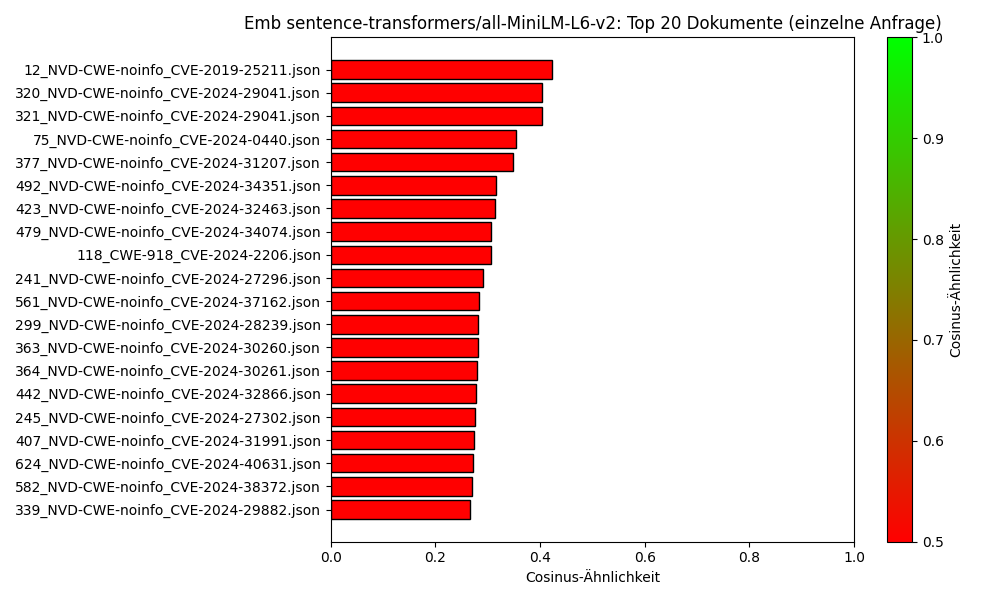 Emb sentence-transformers/all-MiniLM-L6-v2: Top 20 Dokumente (einzelne Anfrage)
12_NVD-CWE-noinfo_CVE-2019-25211.json
320_NVD-CWE-noinfo_CVE-2024-29041.json
321_NVD-CWE-noinfo_CVE-2024-29041.json
75_NVD-CWE-noinfo_CVE-2024-0440.json
377_NVD-CWE-noinfo_CVE-2024-31207.json
492_NVD-CWE-noinfo_CVE-2024-34351.json
423_NVD-CWE-noinfo_CVE-2024-32463.json
479_NVD-CWE-noinfo_CVE-2024-34074.json
118_CWE-918_CVE-2024-2206.json
241_NVD-CWE-noinfo_CVE-2024-27296.json
561_NVD-CWE-noinfo_CVE-2024-37162.json
299_NVD-CWE-noinfo_CVE-2024-28239.json
363_NVD-CWE-noinfo_CVE-2024-30260.json
364_NVD-CWE-noinfo_CVE-2024-30261.json
442_NVD-CWE-noinfo_CVE-2024-32866.json
245_NVD-CWE-noinfo_CVE-2024-27302.json
407_NVD-CWE-noinfo_CVE-2024-31991.json
624_NVD-CWE-noinfo_CVE-2024-40631.json
582_NVD-CWE-noinfo_CVE-2024-38372.json
339_NVD-CWE-noinfo_CVE-2024-29882.json
0.0 0.2 0.4 0.6 0.8 1.0
Cosinus-Ähnlichkeit
1.0
0.9
0.8
0.7
0.6
0.5
Cosinus-Ähnlichkeit